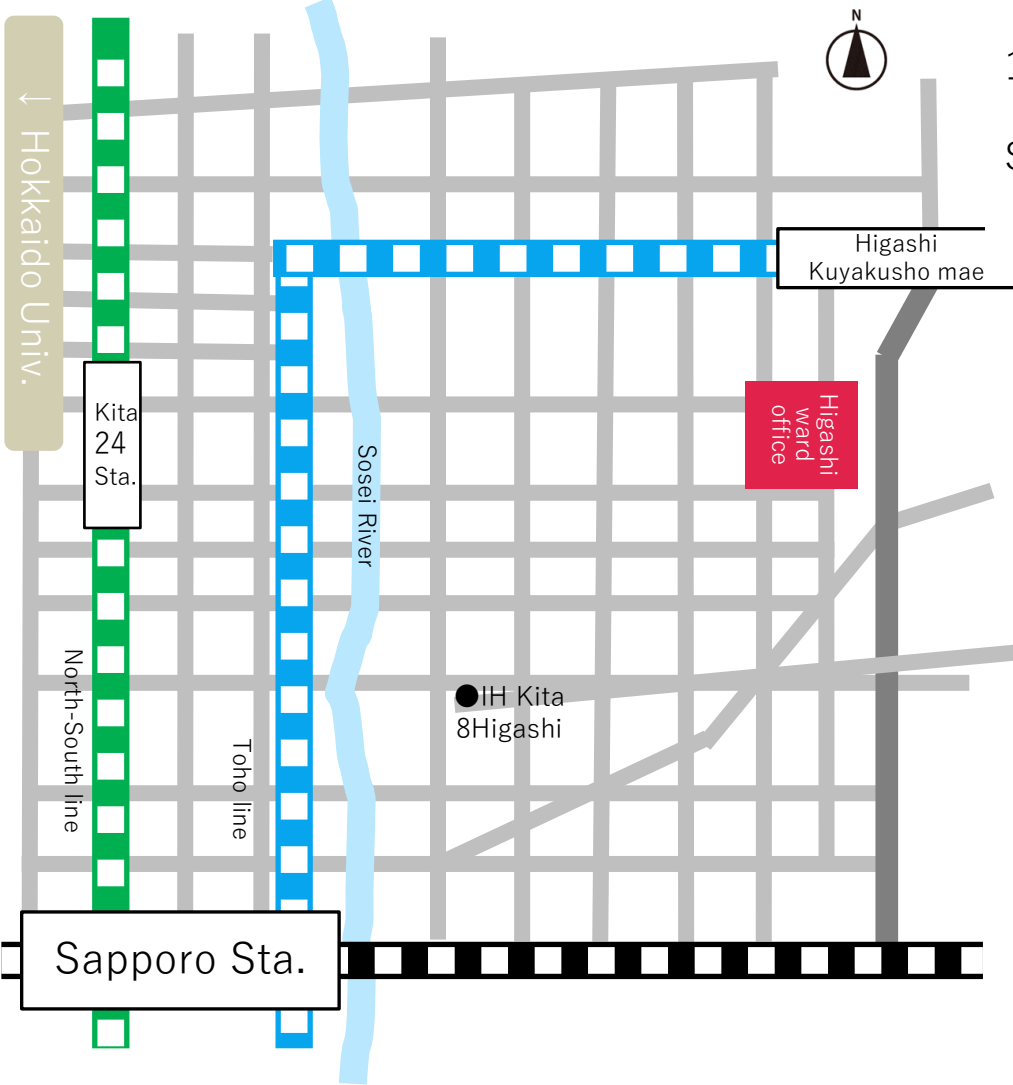 N
↓ Hokkaido Univ.
Higashi
Kuyakusho mae
Kita
24
Sta.
Higashi
ward
office
Sosei River
North-South line
Toho line
IH Kita
8Higashi
Sapporo Sta.